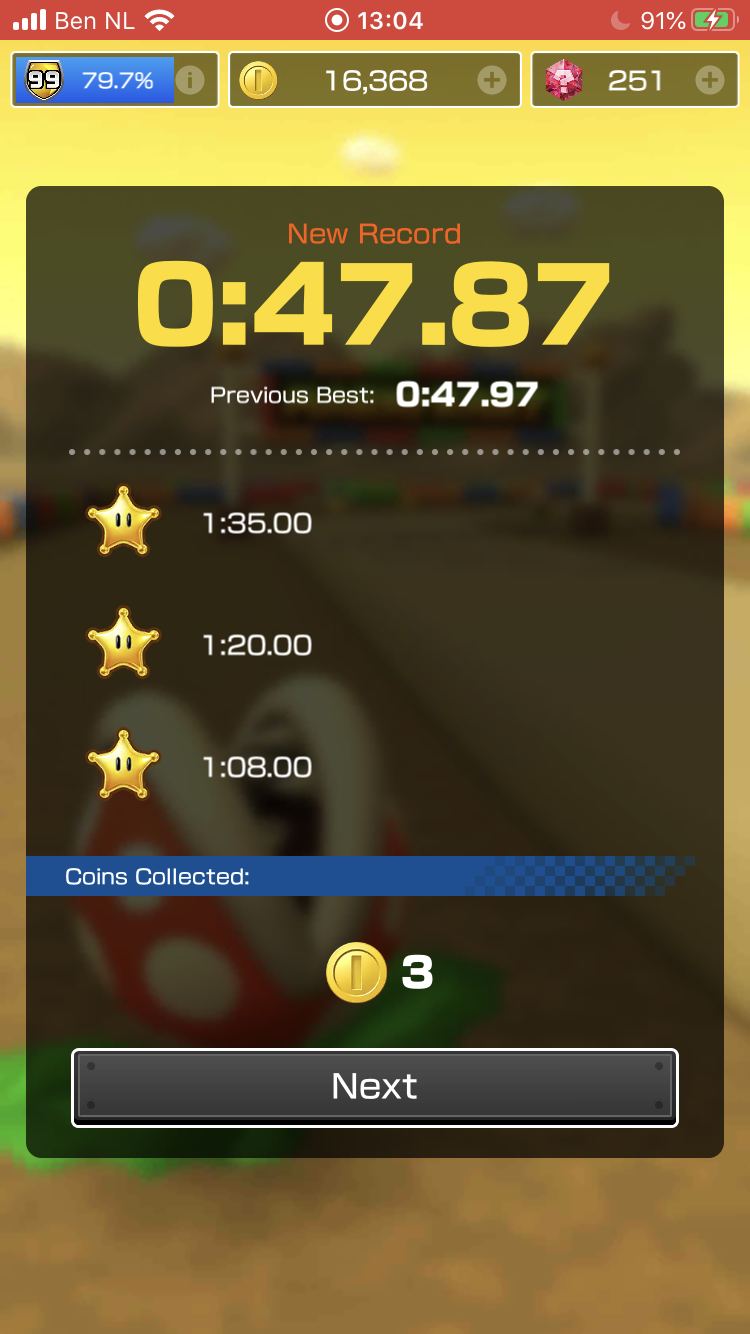 Ben NL 13:04 91%
99 79.7% i 16,368 + 251 +
New Record
0:47.87
Previous Best: 0:47.97
1:35.00
1:20.00
1:08.00
Coins Collected:
3
Next